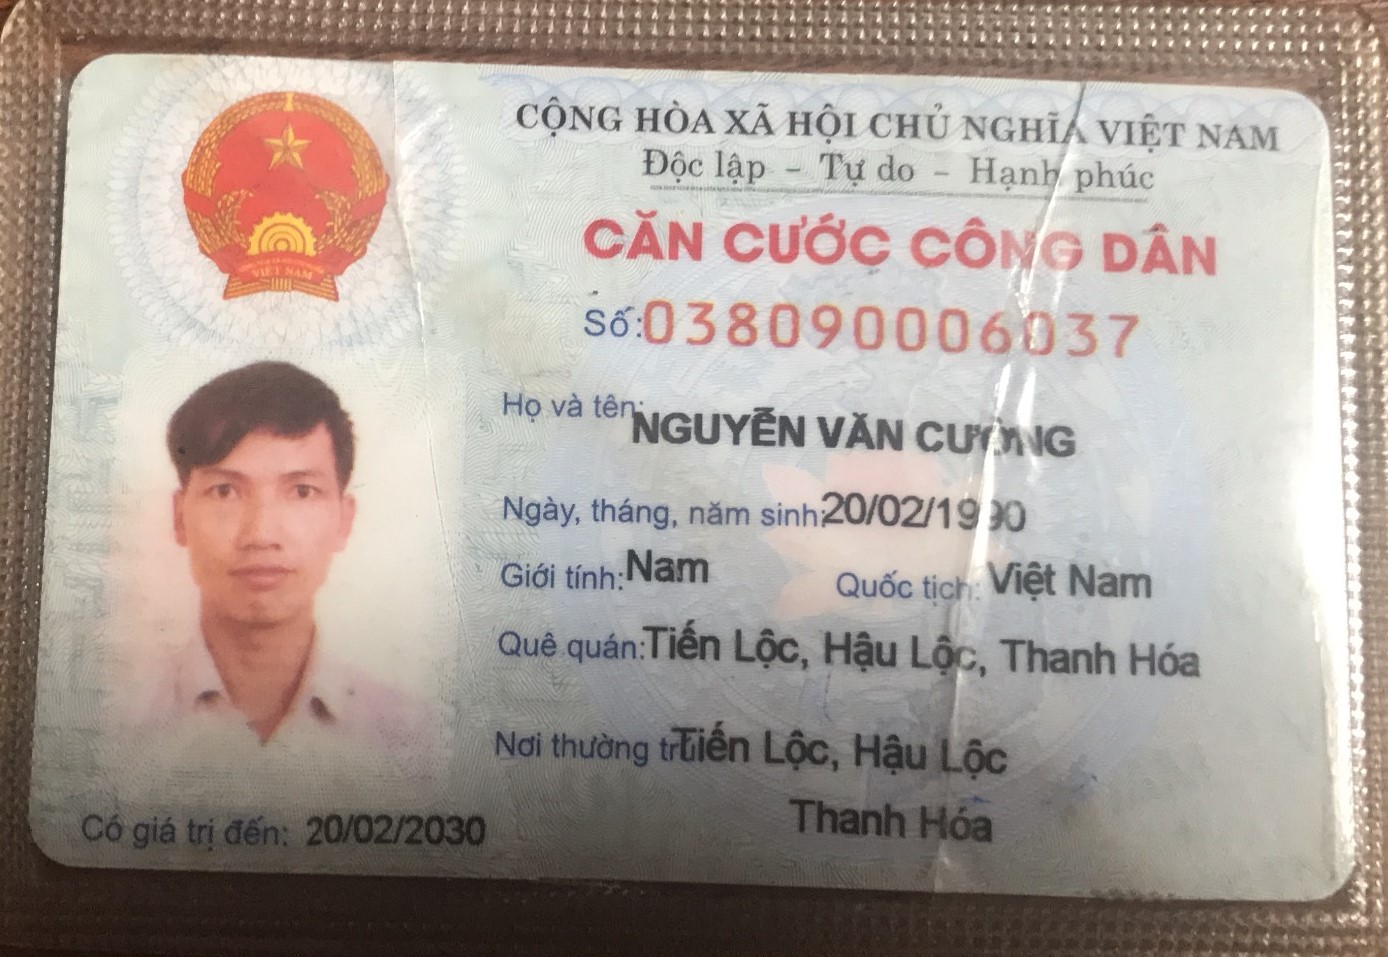 CỘNG HÒA XÃ HỘI CHỦ NGHĨA VIỆT NAM
Độc lập - Tự do - Hạnh phúc
CĂN CƯỚC CÔNG DÂN
Số: 038090006037
Họ và tên: NGUYỄN VĂN CƯỜNG
Ngày, tháng, năm sinh: 20/02/1990
Giới tính: Nam Quốc tịch: Việt Nam
Quê quán: Tiến Lộc, Hậu Lộc, Thanh Hóa
Nơi thường trú: Tiến Lộc, Hậu Lộc
Thanh Hóa
Có giá trị đến: 20/02/2030
VIỆT NAM